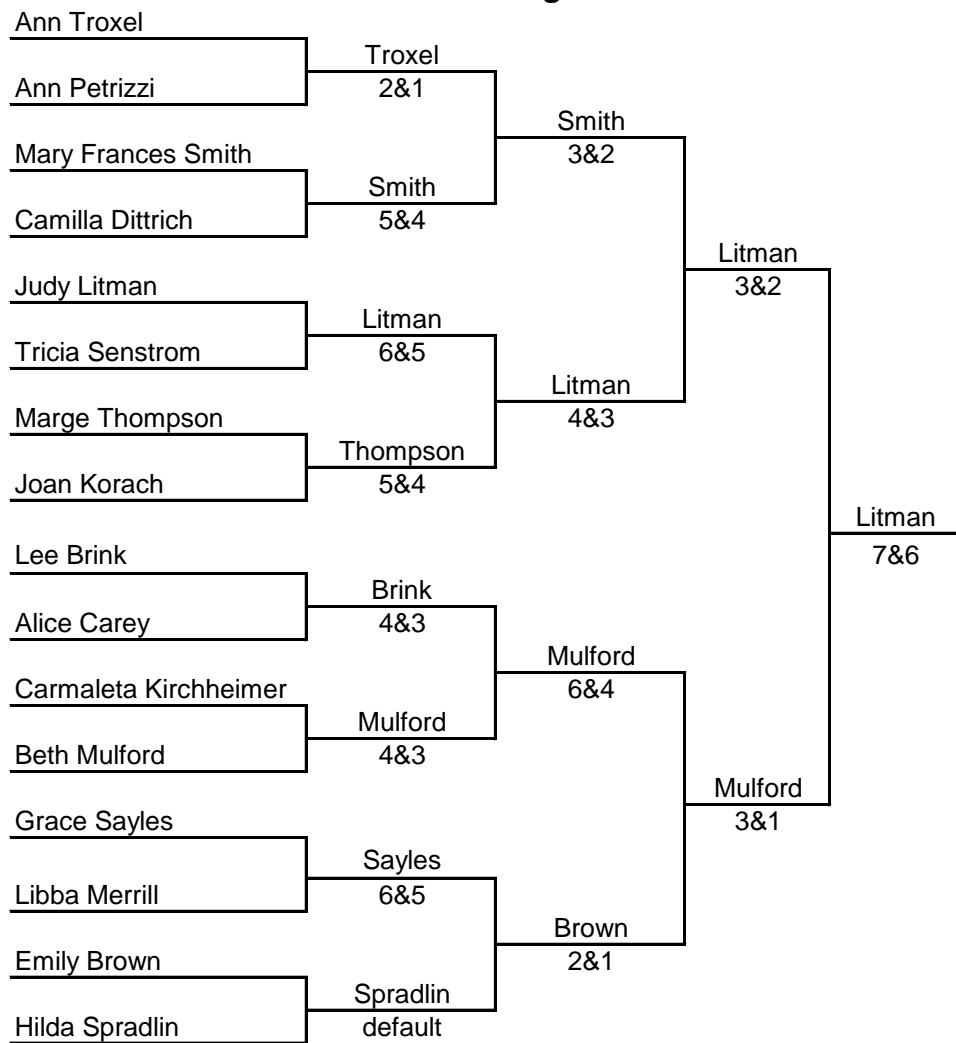 Ann Troxel
Troxel
Ann Petrizzi
2&1
Smith
Mary Frances Smith
3&2
Smith
Camilla Dittrich
5&4
Litman
Judy Litman
3&2
Litman
Tricia Senstrom
6&5
Litman
Marge Thompson
4&3
Thompson
Joan Korach
5&4
Litman
Lee Brink
7&6
Brink
Alice Carey
4&3
Mulford
Carmaleta Kirchheimer
6&4
Mulford
Beth Mulford
4&3
Mulford
Grace Sayles
3&1
Sayles
Libba Merrill
6&5
Brown
Emily Brown
2&1
Spradlin
Hilda Spradlin
default